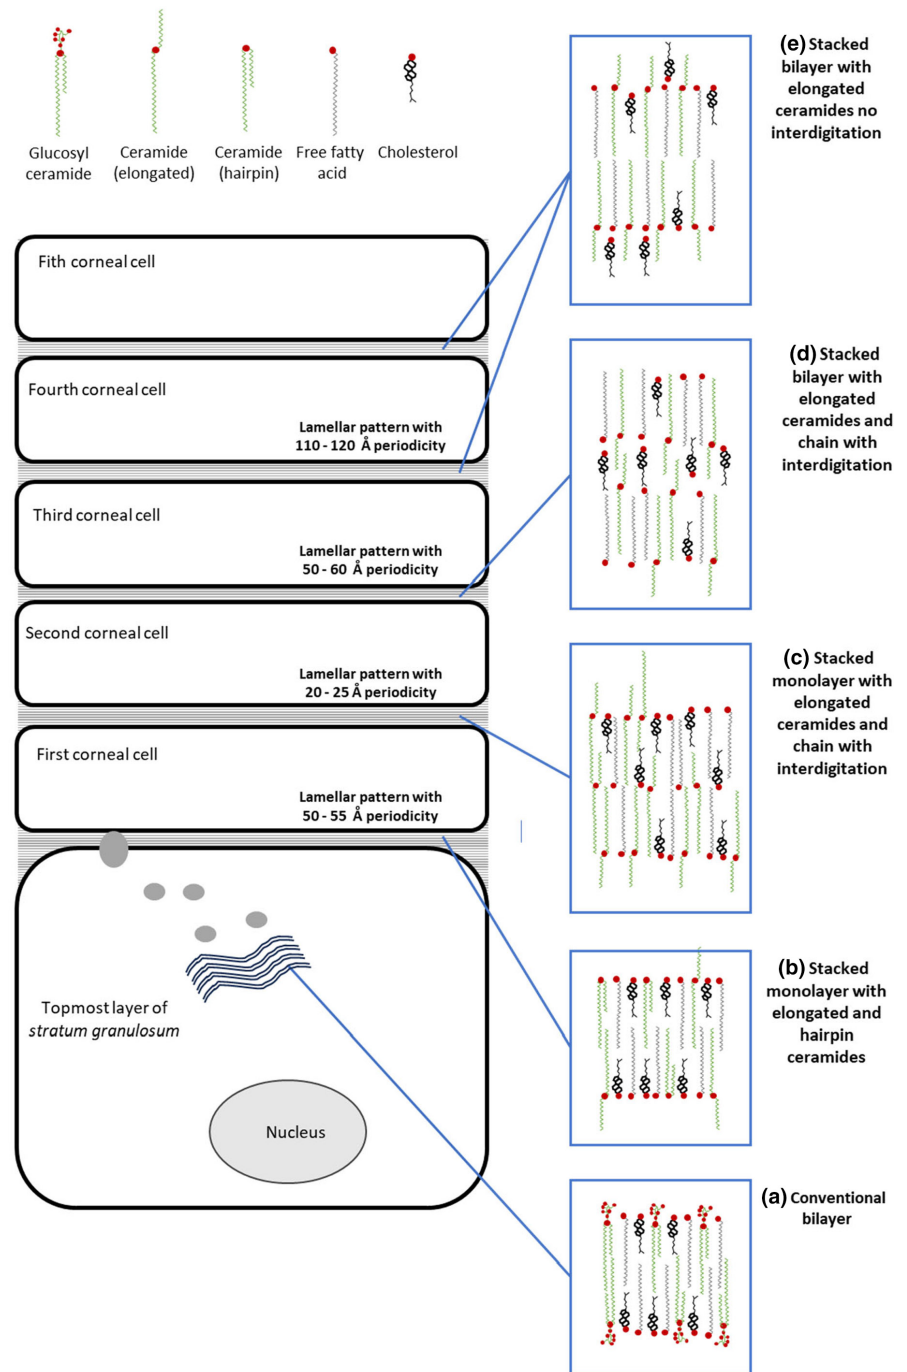 Glucosyl
ceramide
Ceramide
(elongated)
Ceramide
(hairpin)
Free fatty
acid
Cholesterol
Fith corneal cell
Fourth corneal cell
Lamellar pattern with
110 - 120 Å periodicity
Third corneal cell
Lamellar pattern with
50 - 60 Å periodicity
Second corneal cell
Lamellar pattern with
20 - 25 Å periodicity
First corneal cell
Lamellar pattern with
50 - 55 Å periodicity
Topmost layer of
stratum granulosum
Nucleus
(e) Stacked
bilayer with
elongated
ceramides no
interdigitation
(d) Stacked
bilayer with
elongated
ceramides and
chain with
interdigitation
(c) Stacked
monolayer with
elongated
ceramides and
chain with
interdigitation
(b) Stacked
monolayer with
elongated and
hairpin
ceramides
(a) Conventional
bilayer